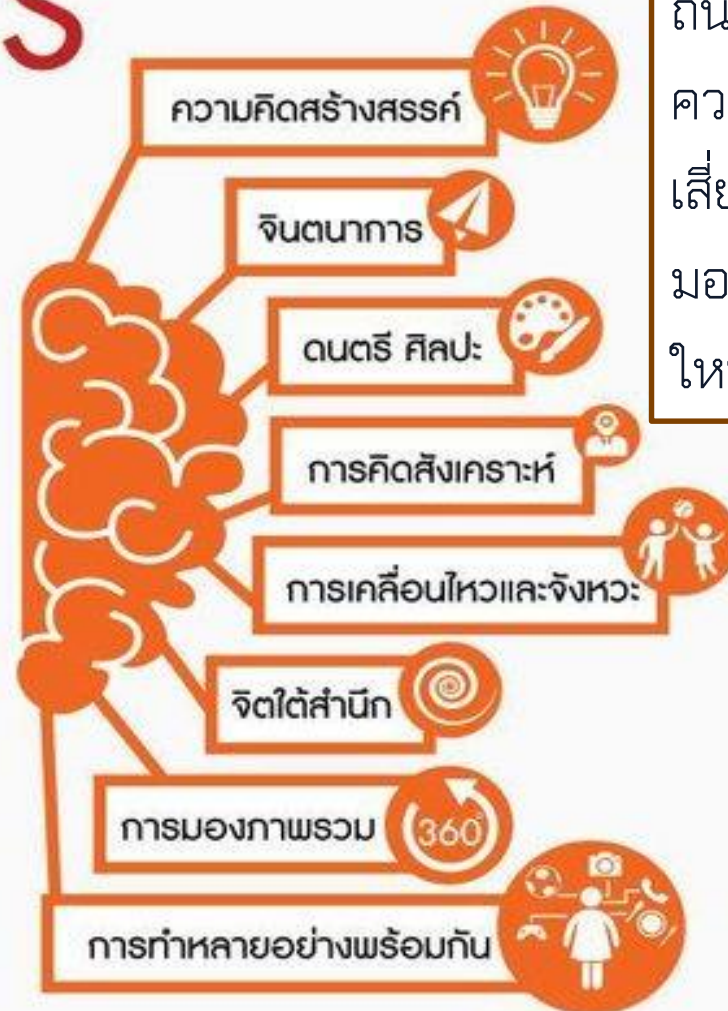 ความคิดสร้างสรรค์
จินตนาการ
ดนตรี ศิลปะ
การคิดสังเคราะห์
การเคลื่อนไหวและจังหวะ
จิตใต้สำนึก
การมองภาพรวม
360°
การทำหลายอย่างพร้อมกัน